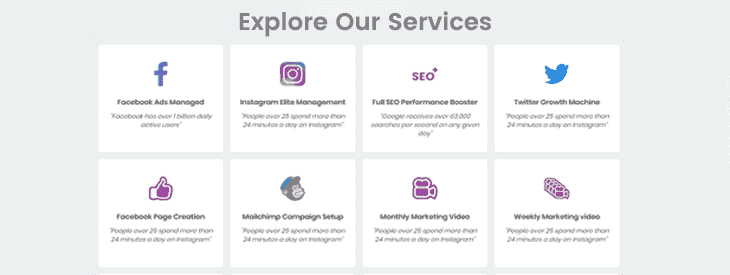 Explore Our Services
SEO
Facebook Ads Managed
Instagram Elite Management
Full SEO Performance Booster
Twitter Growth Machine
"Facebook has over 1 billion daily
active users"
"People over 25 spend more than
24 minutes a day on Instagram"
"Google receives over 63,000
searches per second on any given
day"
"People over 25 spend more than
24 minutes a day on Instagram"
Facebook Page Creation
Mailchimp Campaign Setup
Monthly Marketing Video
Weekly Marketing video
"People over 25 spend more than
24 minutes a day on Instagram"
"People over 25 spend more than
24 minutes a day on Instagram"
"People over 25 spend more than
24 minutes a day on Instagram"
"People over 25 spend more than
24 minutes a day on Instagram"